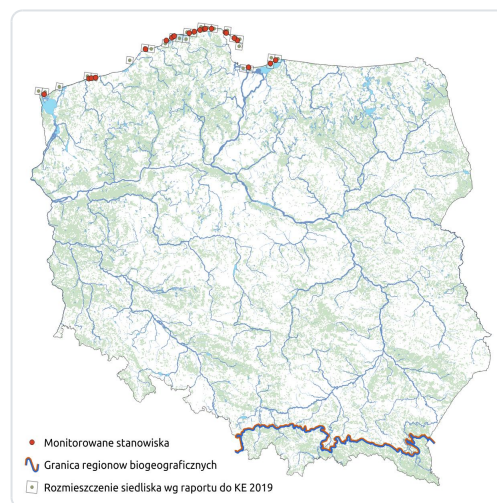 Monitorowane stanowiska
Granica regionow biogeograficznych
Rozmieszczenie siedliska wg raportu do KE 2019